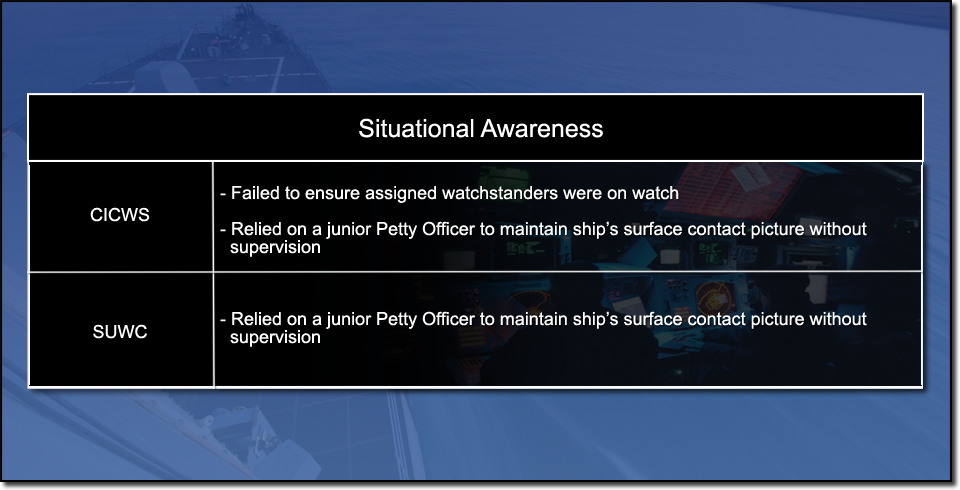 Situational Awareness
CICWS
- Failed to ensure assigned watchstanders were on watch
- Relied on a junior Petty Officer to maintain ship’s surface contact picture without
supervision
SUWC
- Relied on a junior Petty Officer to maintain ship’s surface contact picture without
supervision